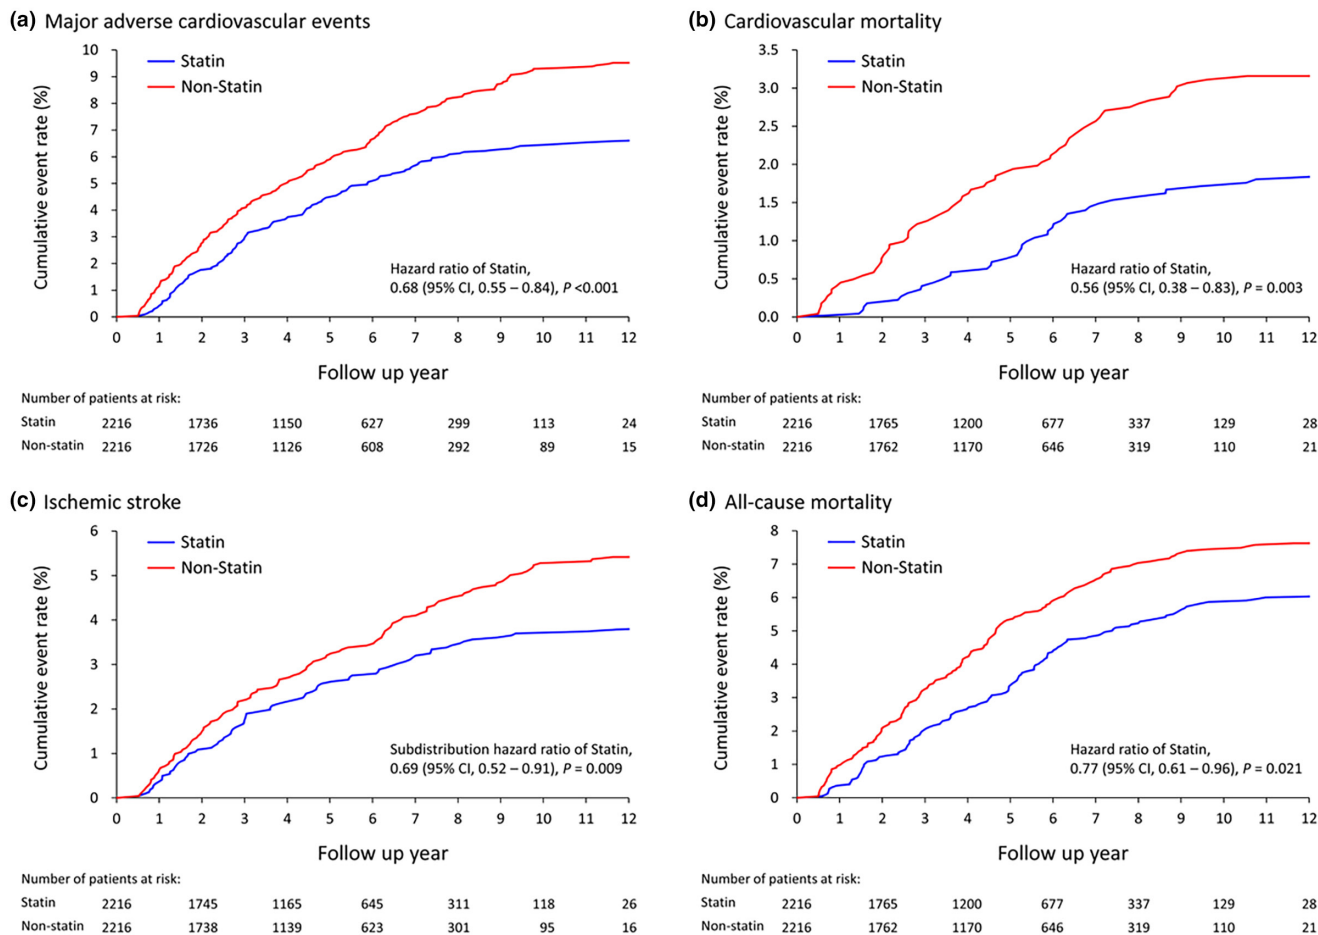 (a) Major adverse cardiovascular events
10
9
8
7
6
5
4
3
2
1
0
Cumulative event rate (%)
Statin
Non-Statin
Hazard ratio of Statin,
0.68 (95% CI, 0.55 – 0.84), P <0.001
0 1 2 3 4 5 6 7 8 9 10 11 12
Follow up year
Number of patients at risk:
Statin 2216 1736 1150 627 299 113 24
Non-statin 2216 1726 1126 608 292 89 15
(b) Cardiovascular mortality
3.5
3.0
2.5
2.0
1.5
1.0
0.5
0.0
Cumulative event rate (%)
Statin
Non-Statin
Hazard ratio of Statin,
0.56 (95% CI, 0.38 – 0.83), P = 0.003
0 1 2 3 4 5 6 7 8 9 10 11 12
Follow up year
Number of patients at risk:
Statin 2216 1765 1200 677 337 129 28
Non-statin 2216 1762 1170 646 319 110 21
(c) Ischemic stroke
6
5
4
3
2
1
0
Cumulative event rate (%)
Statin
Non-Statin
Subdistribution hazard ratio of Statin,
0.69 (95% CI, 0.52 – 0.91), P = 0.009
0 1 2 3 4 5 6 7 8 9 10 11 12
Follow up year
Number of patients at risk:
Statin 2216 1745 1165 645 311 118 26
Non-statin 2216 1738 1139 623 301 95 16
(d) All-cause mortality
8
7
6
5
4
3
2
1
0
Cumulative event rate (%)
Statin
Non-Statin
Hazard ratio of Statin,
0.77 (95% CI, 0.61 – 0.96), P = 0.021
0 1 2 3 4 5 6 7 8 9 10 11 12
Follow up year
Number of patients at risk:
Statin 2216 1765 1200 677 337 129 28
Non-statin 2216 1762 1170 646 319 110 21